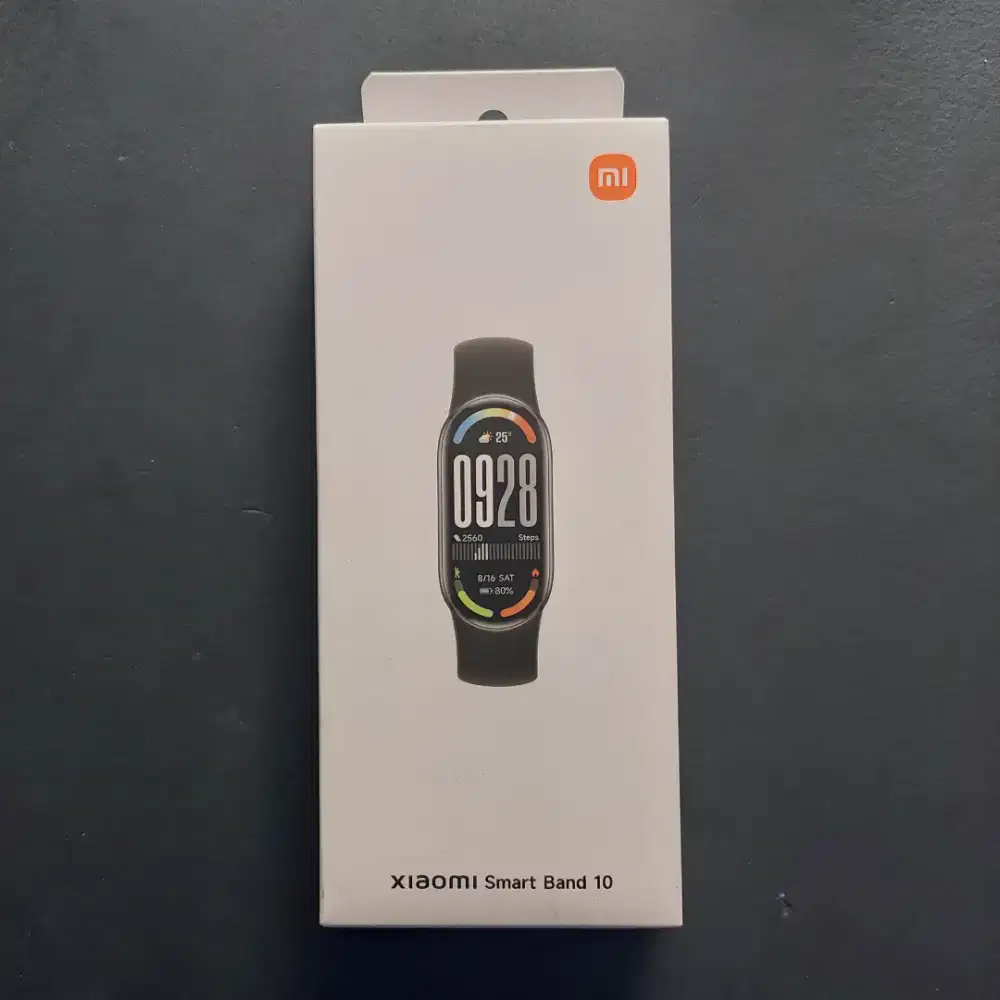 mi
25°
0928
2560 Steps
8/16 SAT
80%
xiaomi Smart Band 10